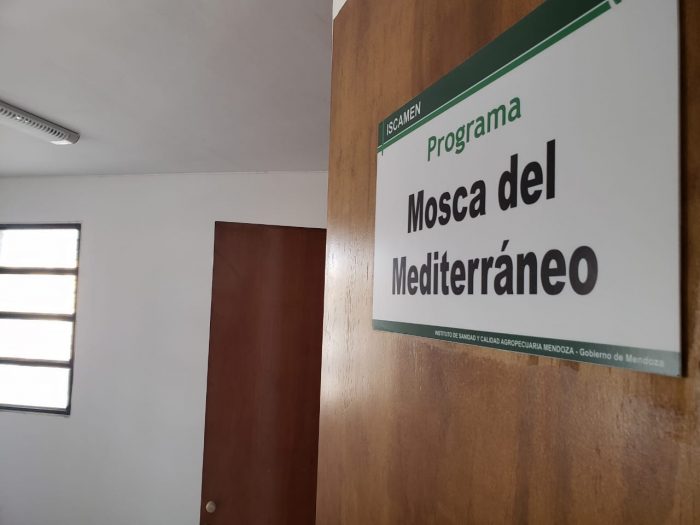 ISCAMEN
Programa
Mosca del
Mediterráneo
INSTITUTO DE SANIDAD Y CALIDAD AGROPECUARIA MENDOZA - Gobierno de Mendoza